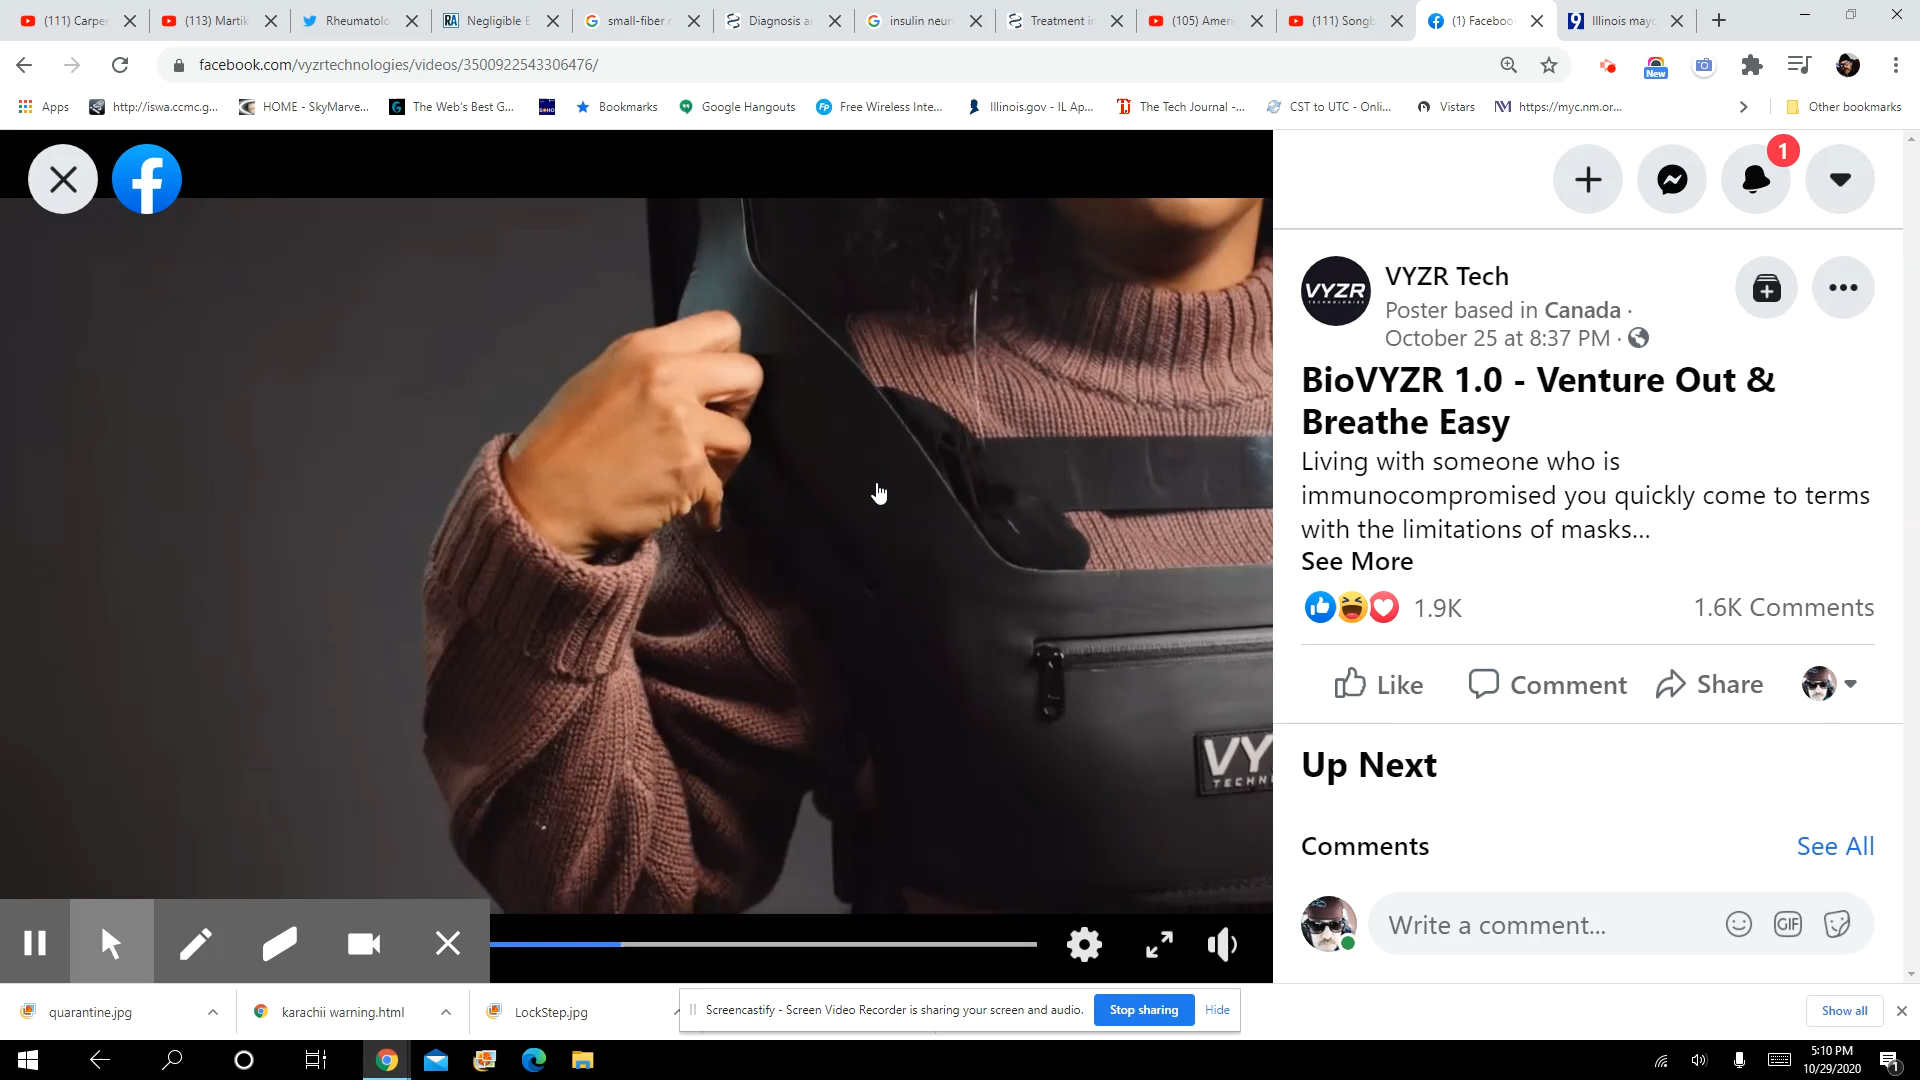 (111) Carpe
(113) Martik
Rheumatolo
Negligible E
small-fiber r
Diagnosis a
insulin neuri
Treatment i
(105) Ameri
(111) Songb
(1) Faceboo
Illinois mayo
facebook.com/vyzrtechnologies/videos/3500922543306476/
New
Apps
http://iswa.ccmc.g...
HOME - SkyMarve...
The Web's Best G...
Bookmarks
Google Hangouts
Free Wireless Inte...
Illinois.gov - IL Ap...
The Tech Journal -...
CST to UTC - Onli...
Vistars
https://myc.nm.or...
Other bookmarks
1
VYZR
VYZR Tech
Poster based in Canada ·
October 25 at 8:37 PM ·
BioVYZR 1.0 - Venture Out &
Breathe Easy
Living with someone who is
immunocompromised you quickly come to terms
with the limitations of masks...
See More
1.9K
1.6K Comments
Like
Comment
Share
VY
TECHN
Up Next
Comments
See All
Write a comment...
GIF
quarantine.jpg
karachii warning.html
LockStep.jpg
Screencastify - Screen Video Recorder is sharing your screen and audio.
Stop sharing
Hide
Show all
5:10 PM
10/29/2020
1